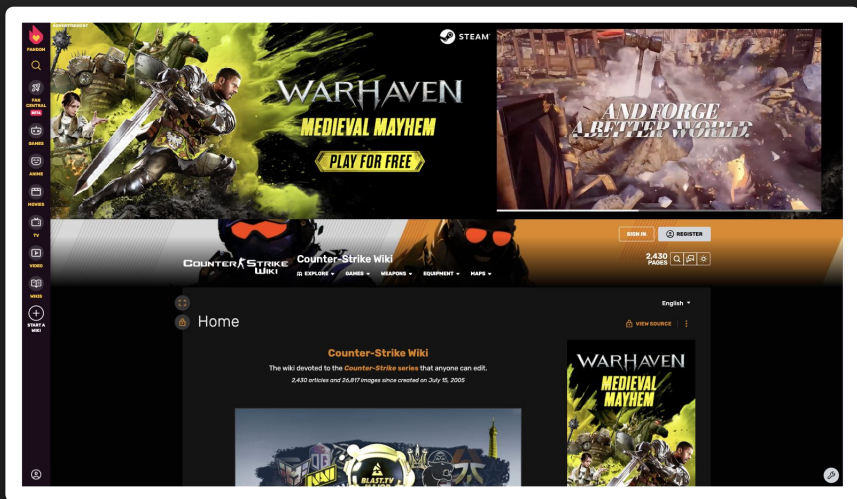 ADVERTISEMENT
FANDOM
FAN
CENTRAL
BETA
GAMES
ANIME
MOVIES
TV
VIDEO
WIKIS
START A
WIKI
STEAM
WARHAVEN
MEDIEVAL MAYHEM
PLAY FOR FREE
AND FORGE
A BETTER WORLD.
SIGN IN
REGISTER
COUNTER STRIKE
WIKI
Counter-Strike Wiki
EXPLORE
GAMES
WEAPONS
EQUIPMENT
MAPS
2,430
PAGES
English
Home
VIEW SOURCE
Counter-Strike Wiki
The wiki devoted to the Counter-Strike series that anyone can edit.
2,430 articles and 26,817 images since created on July 15, 2005
WARHAVEN
MEDIEVAL
MAYHEM
OG
NAVI
BLAST.TV
MAJOR